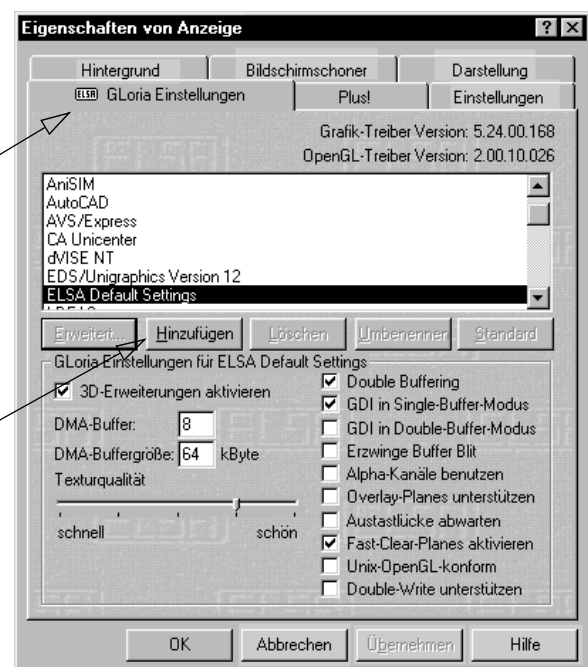 Eigenschaften von Anzeige
Hintergrund Bildschirmschoner Darstellung
ELSA GLoria Einstellungen Plus! Einstellungen
Grafik-Treiber Version: 5.24.00.168
OpenGL-Treiber Version: 2.00.10.026
AniSIM
AutoCAD
AVS/Express
CA Unicenter
dVISE NT
EDS/Unigraphics Version 12
ELSA Default Settings
Erweitert... Hinzufügen Löschen Umbenennen Standard
GLoria Einstellungen für ELSA Default Settings
3D-Erweiterungen aktivieren
DMA-Buffer: 8
DMA-Buffergröße: 64 kByte
Texturqualität
schnell schön
Double Buffering
GDI in Single-Buffer-Modus
GDI in Double-Buffer-Modus
Erzwinge Buffer Blit
Alpha-Kanäle benutzen
Overlay-Planes unterstützen
Austastlücke abwarten
Fast-Clear-Planes aktivieren
Unix-OpenGL-konform
Double-Write unterstützen
OK Abbrechen Übernehmen Hilfe